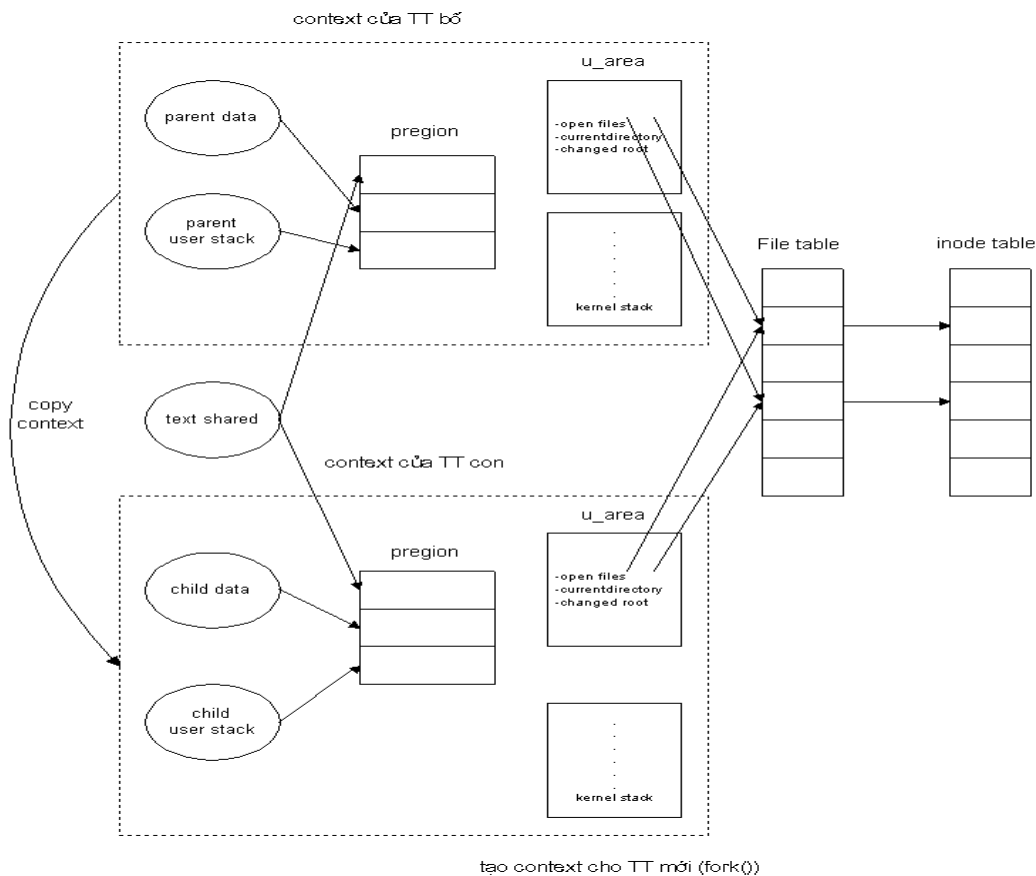 context của TT bố
u_area
parent data
pregion
-open files
-currentdirectory
-changed root
parent
user stack
File table
inode table
kernel stack
copy
context
text shared
context của TT con
u_area
pregion
child data
-open files
-currentdirectory
-changed root
child
user stack
kernel stack
tạo context cho TT mới (fork())